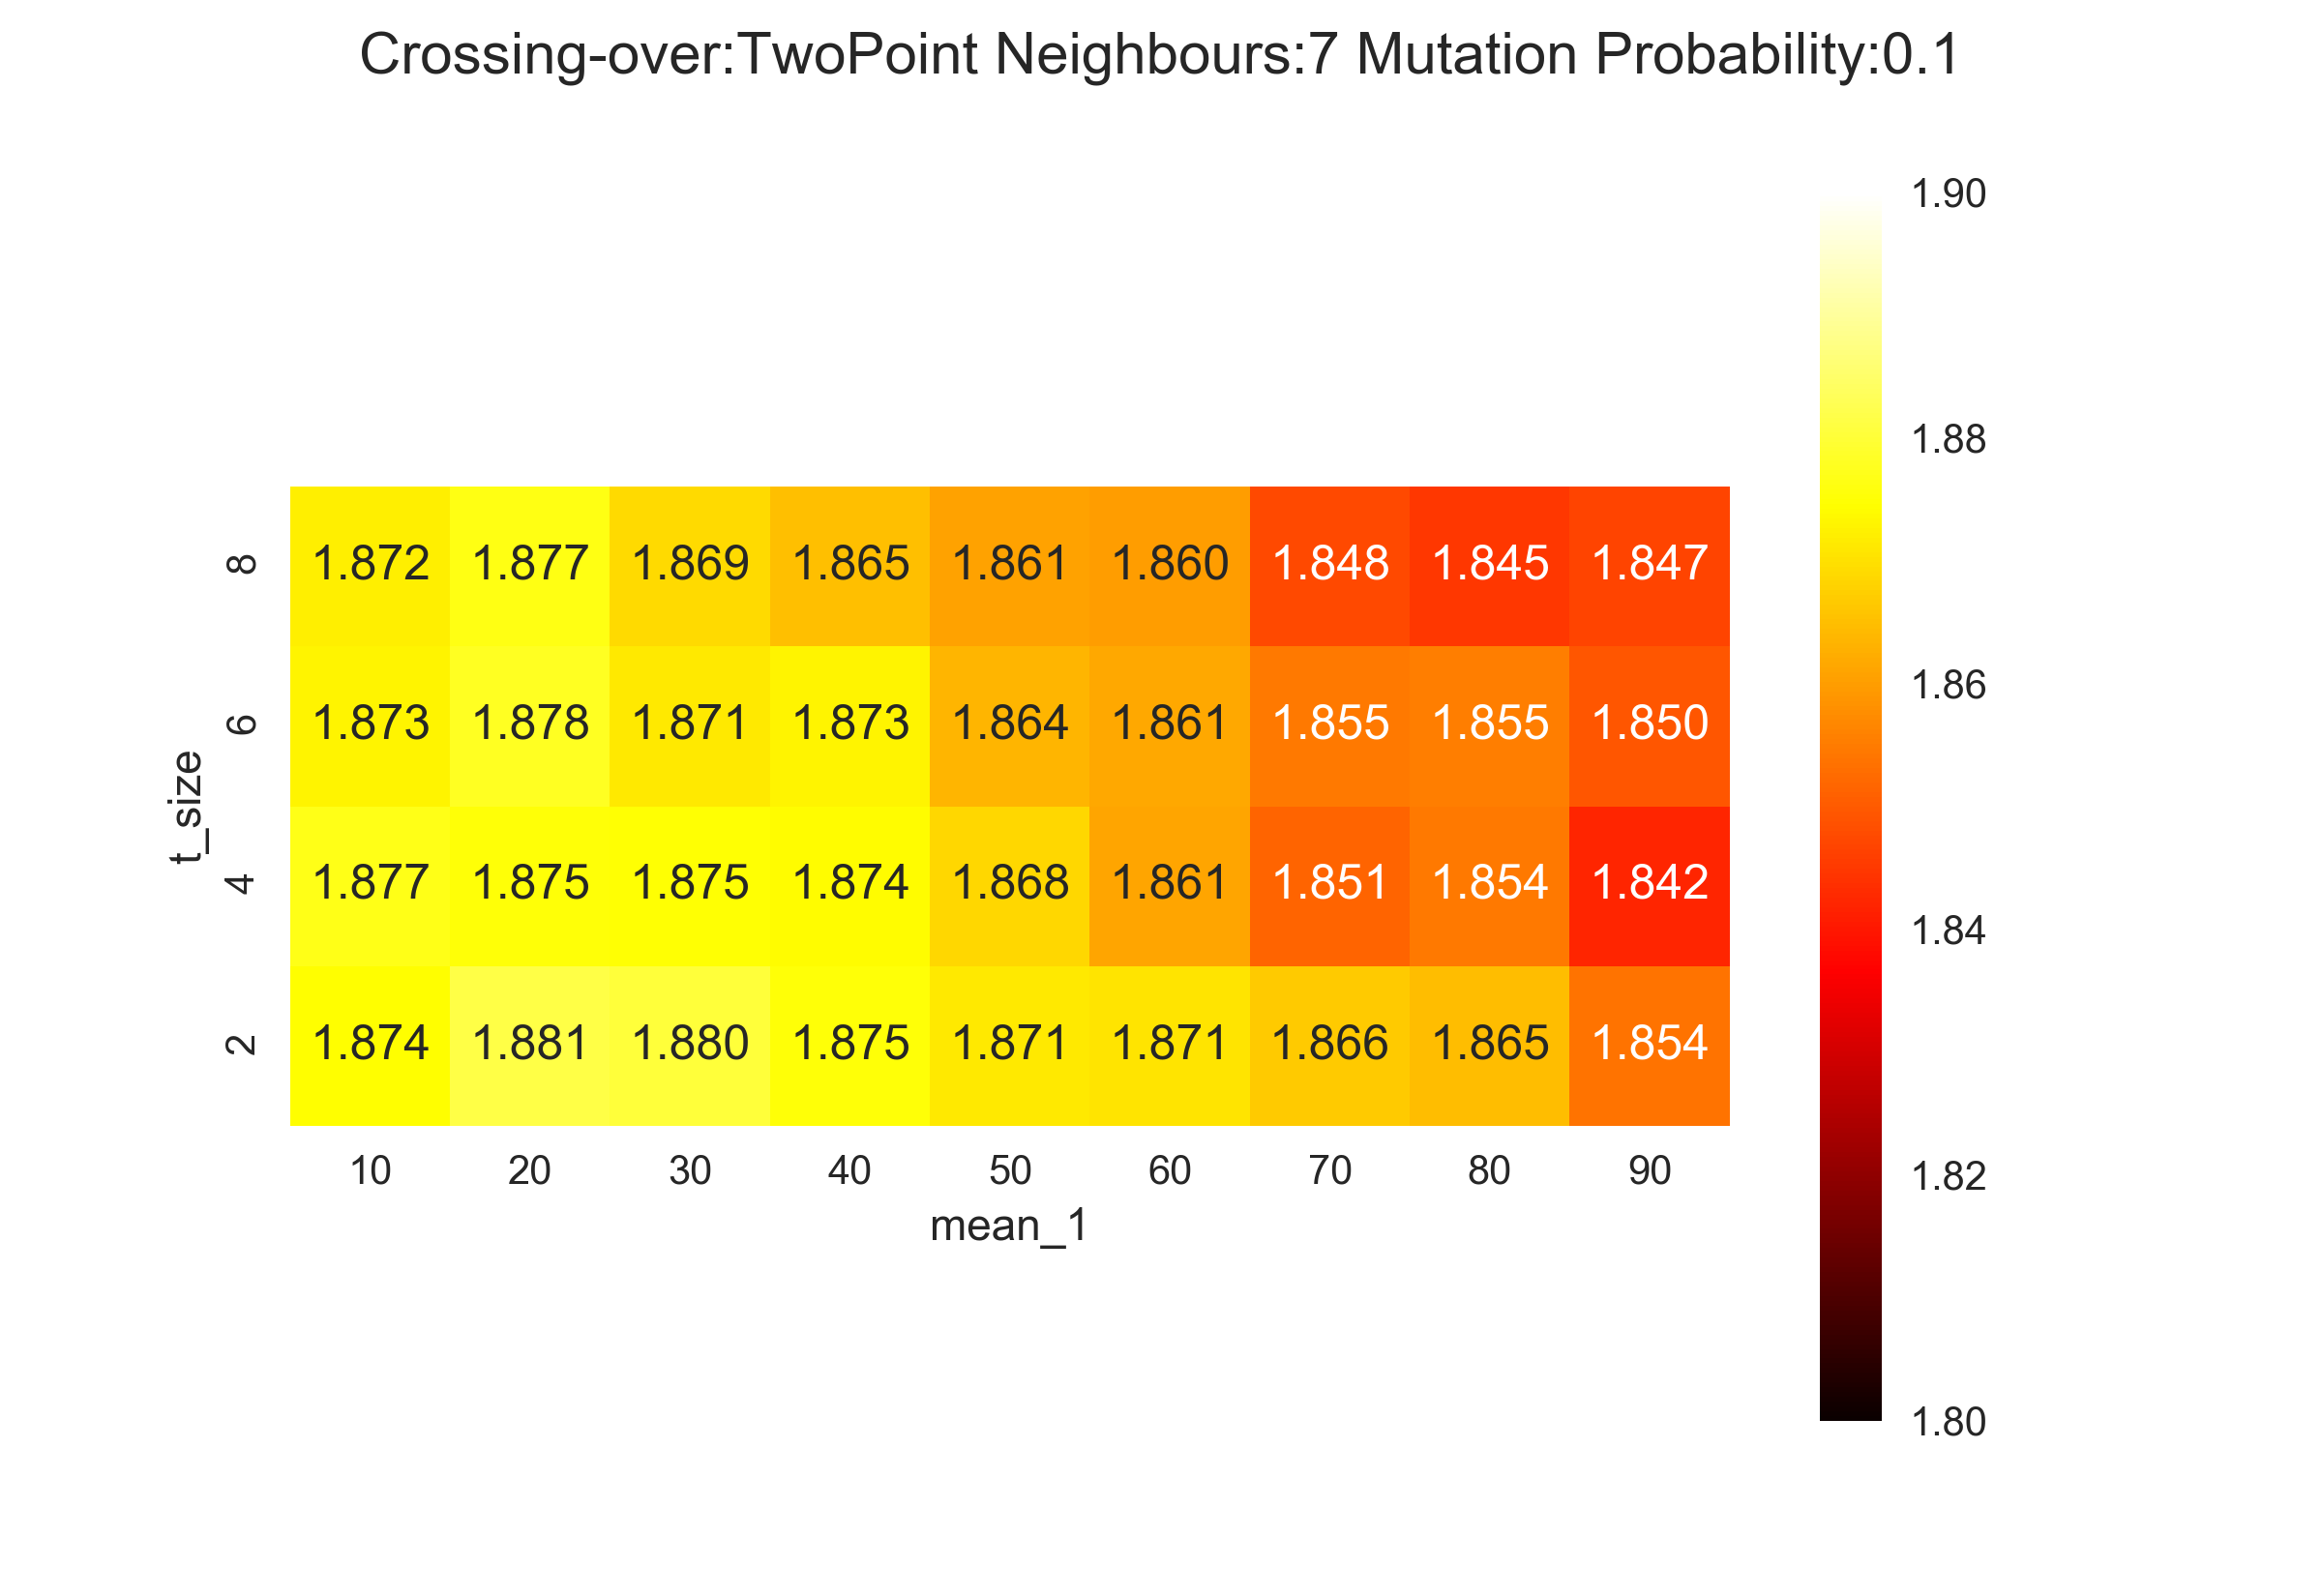 Crossing-over:TwoPoint Neighbours:7 Mutation Probability:0.1
1.90
1.88
1.86
1.84
1.82
1.80
t_size
8 1.872 1.877 1.869 1.865 1.861 1.860 1.848 1.845 1.847
6 1.873 1.878 1.871 1.873 1.864 1.861 1.855 1.855 1.850
4 1.877 1.875 1.875 1.874 1.868 1.861 1.851 1.854 1.842
2 1.874 1.881 1.880 1.875 1.871 1.871 1.866 1.865 1.854
10 20 30 40 50 60 70 80 90
mean_1